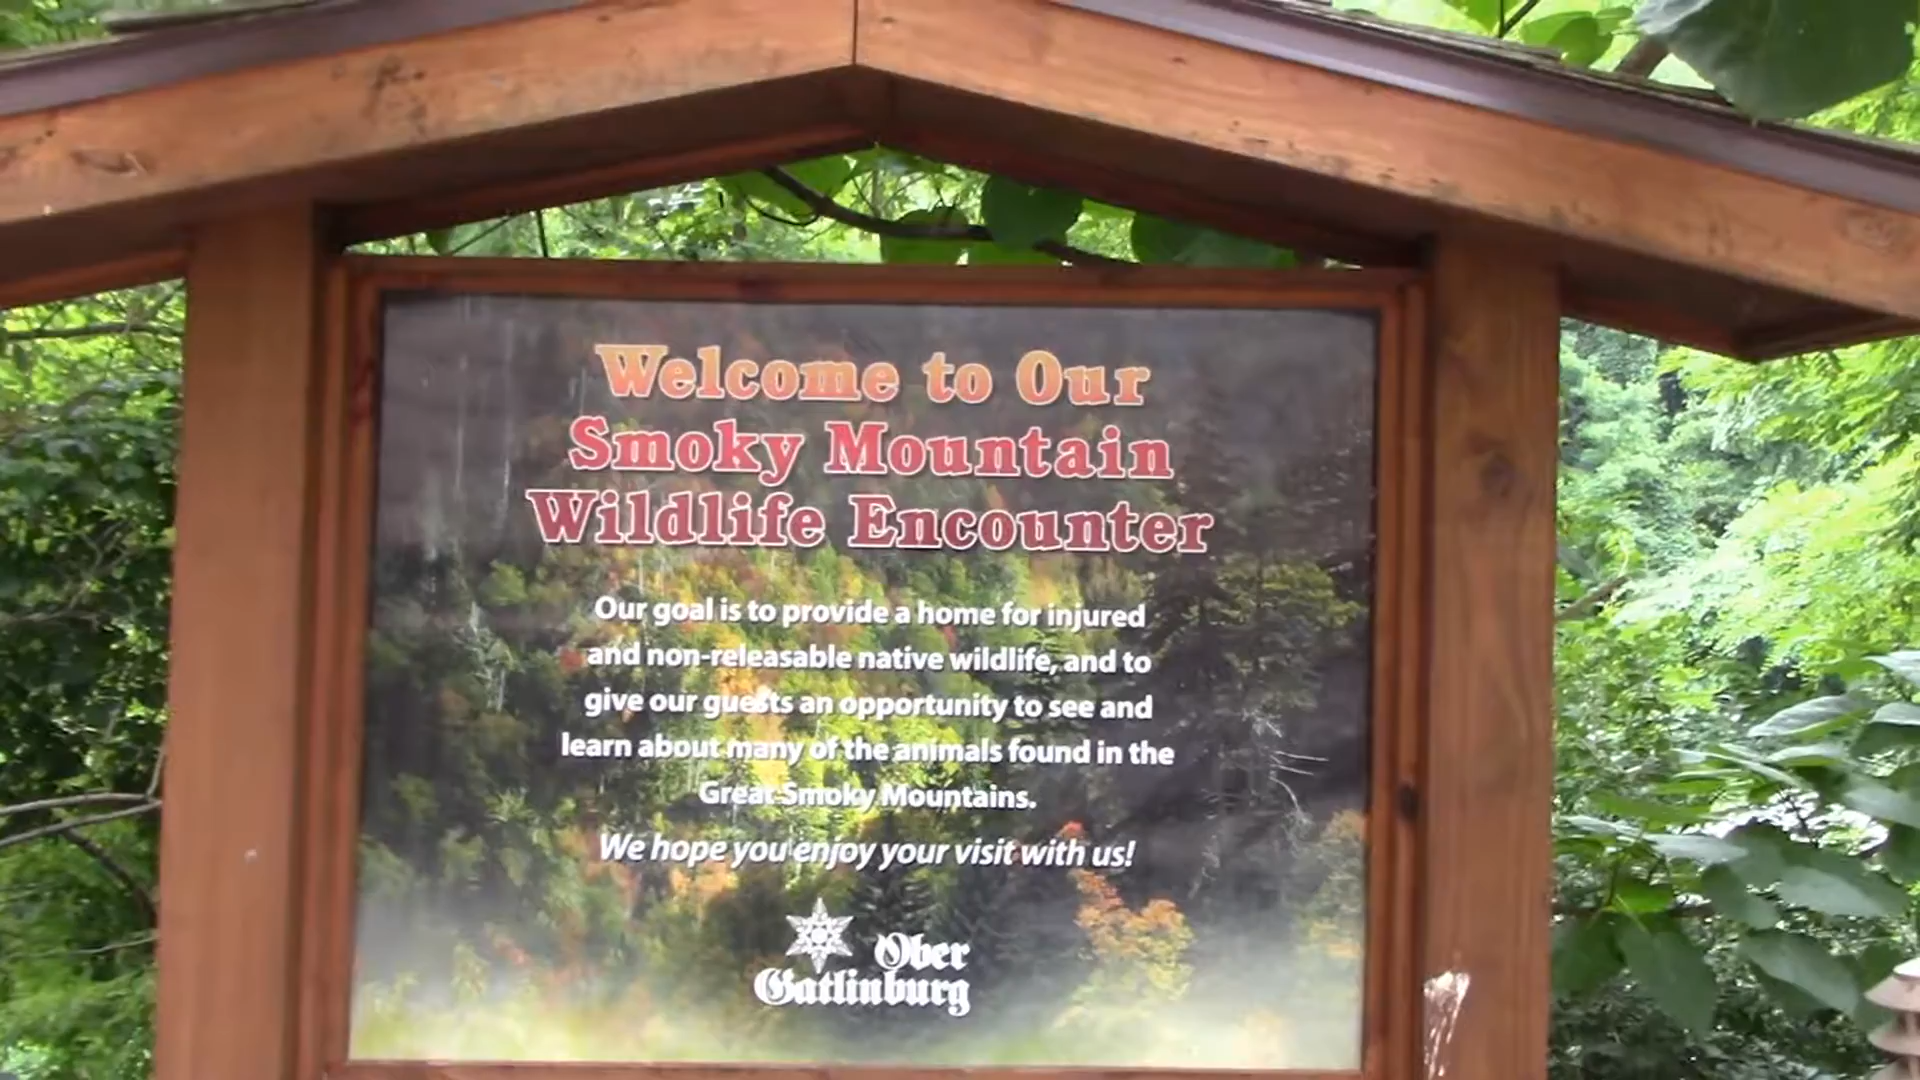 Welcome to Our
Smoky Mountain
Wildlife Encounter
Our goal is to provide a home for injured
and non-releasable native wildlife, and to
give our guests an opportunity to see and
learn about many of the animals found in the
Great Smoky Mountains.
We hope you enjoy your visit with us!
Ober
Gatlinburg